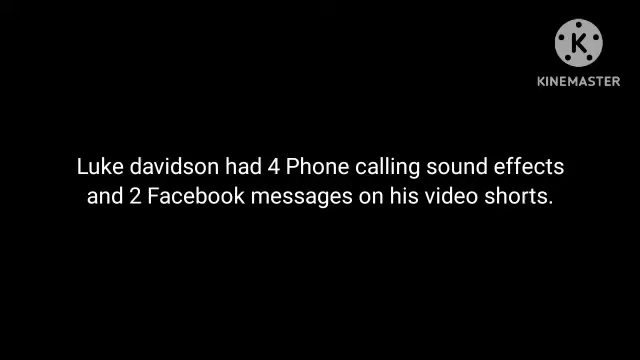 K
KINEMASTER
Luke davidson had 4 Phone calling sound effects
and 2 Facebook messages on his video shorts.